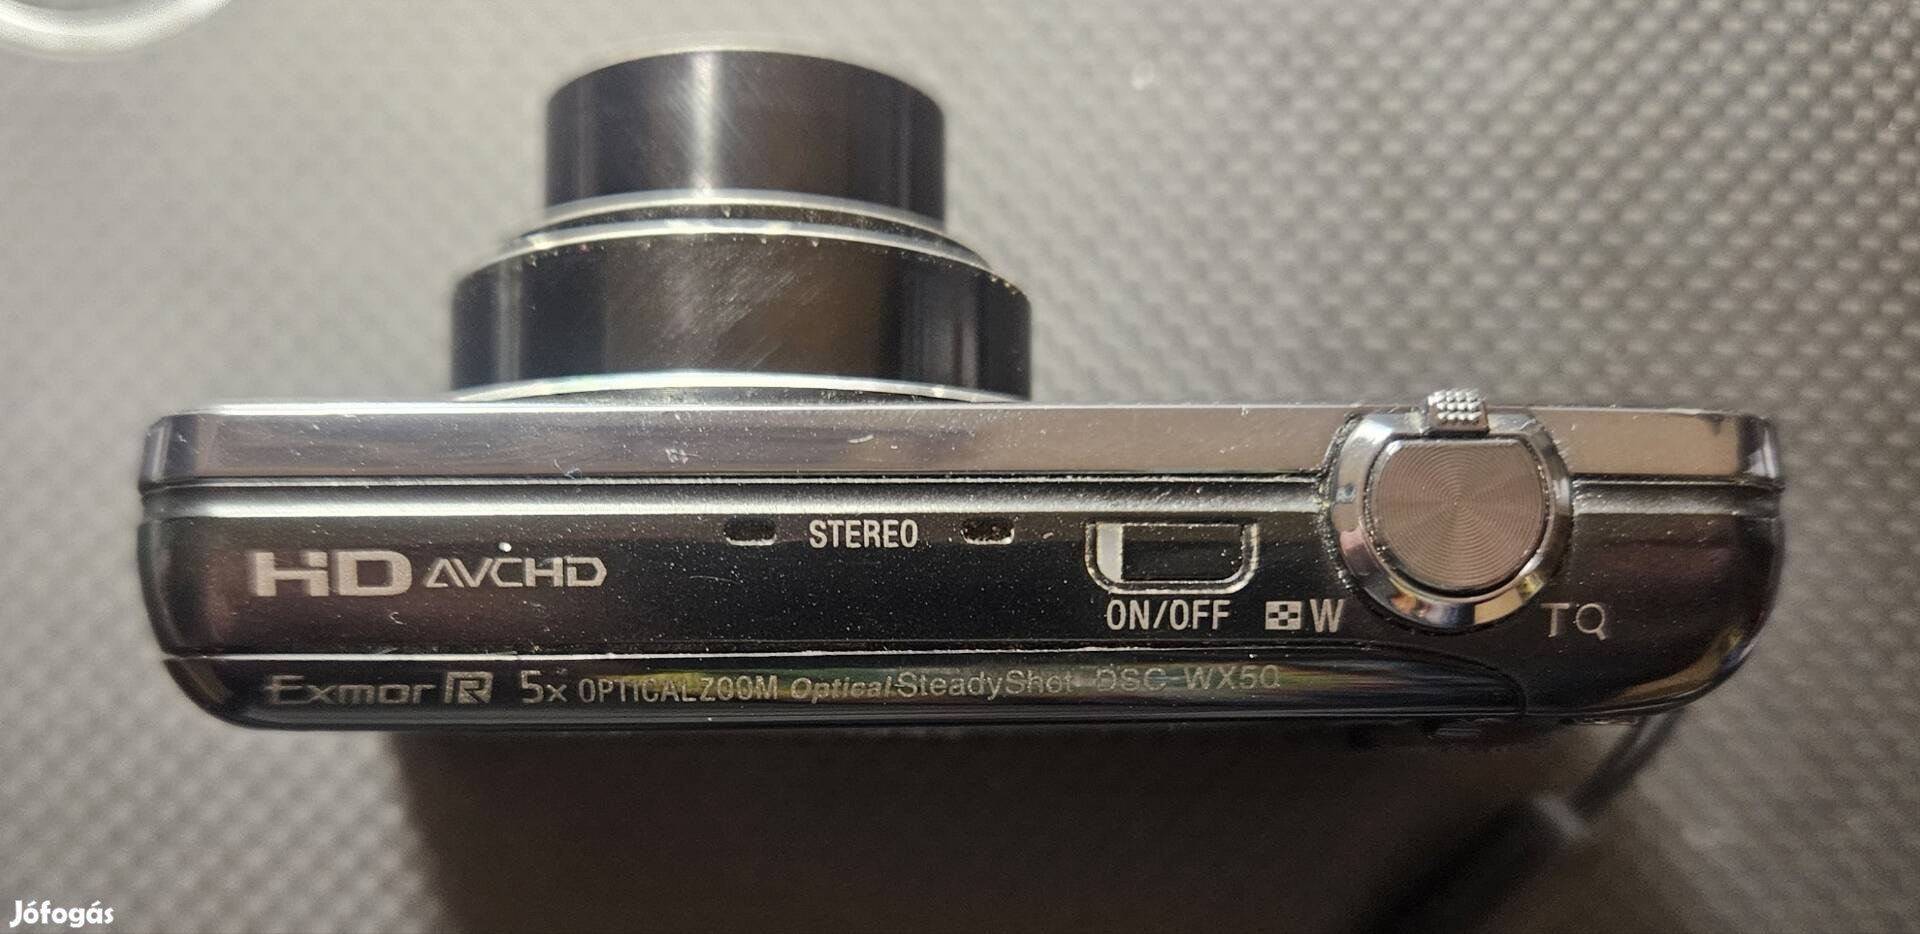 STEREO
HD AVCHD
ON/OFF W T
Exmor R 5x OPTICAL ZOOM Optical SteadyShot DSC-WX50
Jófogás